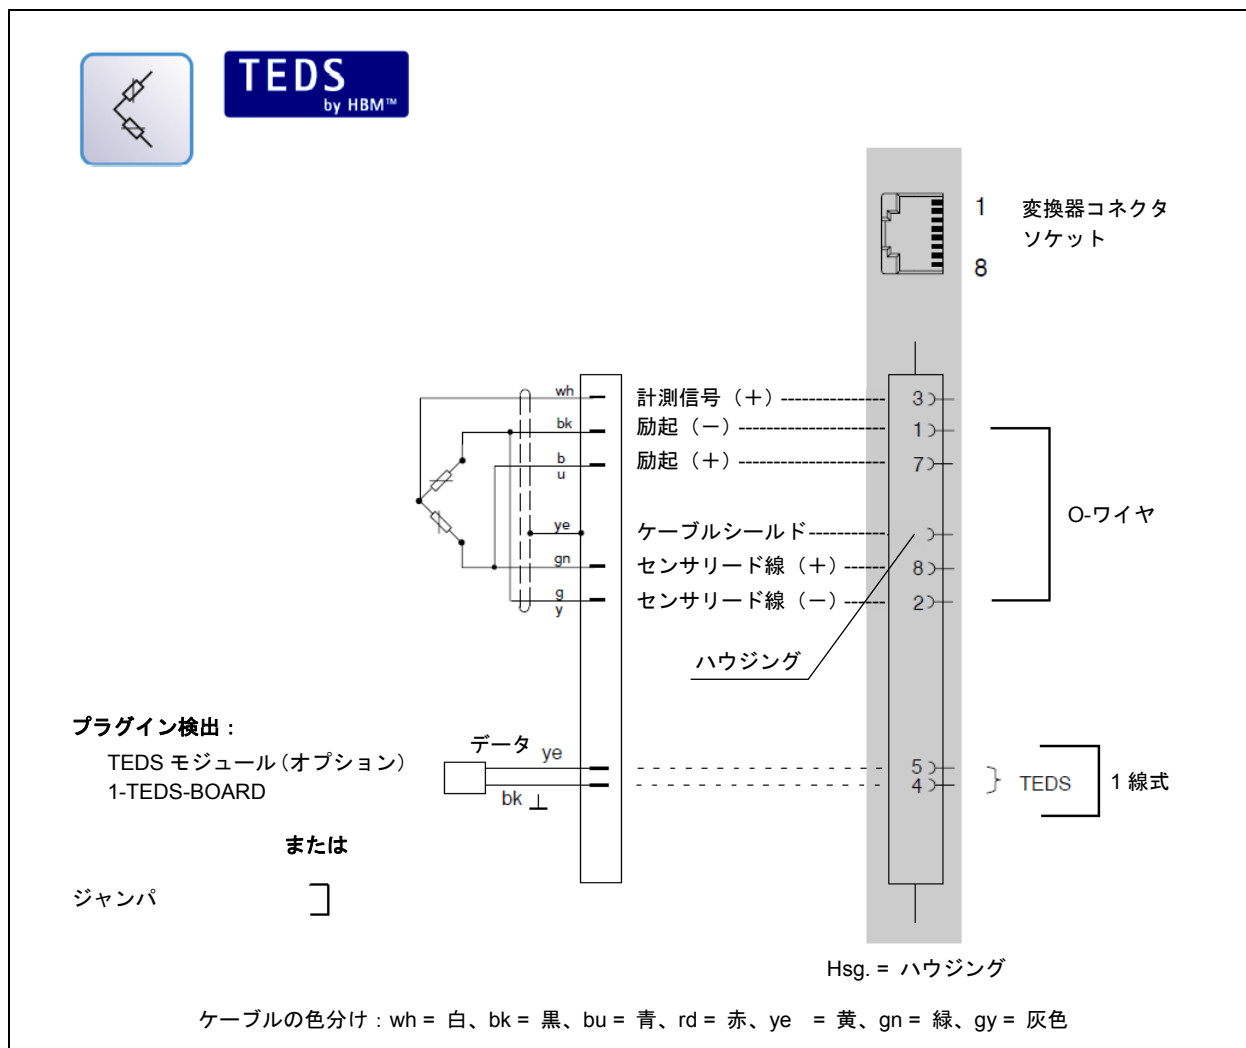 TEDS
by HBM™
1
変換器コネクタ
ソケット
8
wh
計測信号（＋）
3
bk
励起（－）
1
b
u
励起（＋）
7
O-ワイヤ
ye
ケーブルシールド
gn
センサリード線（＋）
8
g
y
センサリード線（－）
2
ハウジング
プラグイン検出：
TEDS モジュール（オプション）
1-TEDS-BOARD
データ
ye
bk
5
4
TEDS
1 線式
または
ジャンパ
Hsg. = ハウジング
ケーブルの色分け：wh = 白、bk = 黒、bu = 青、rd = 赤、ye = 黄、gn = 緑、gy = 灰色